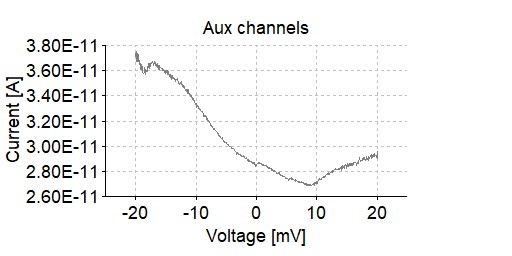 Aux channels
Current [A]
3.80E-11
3.60E-11
3.40E-11
3.20E-11
3.00E-11
2.80E-11
2.60E-11
-20 -10 0 10 20
Voltage [mV]